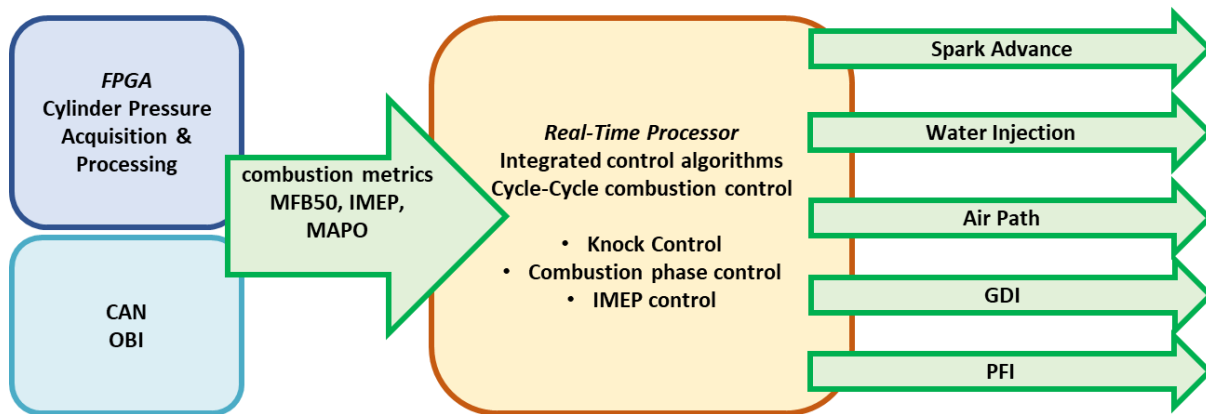 FPGA
Cylinder Pressure
Acquisition &
Processing
CAN
OBI
combustion metrics
MFB50, IMEP,
MAPO
Real-Time Processor
Integrated control algorithms
Cycle-Cycle combustion control
• Knock Control
• Combustion phase control
• IMEP control
Spark Advance
Water Injection
Air Path
GDI
PFI